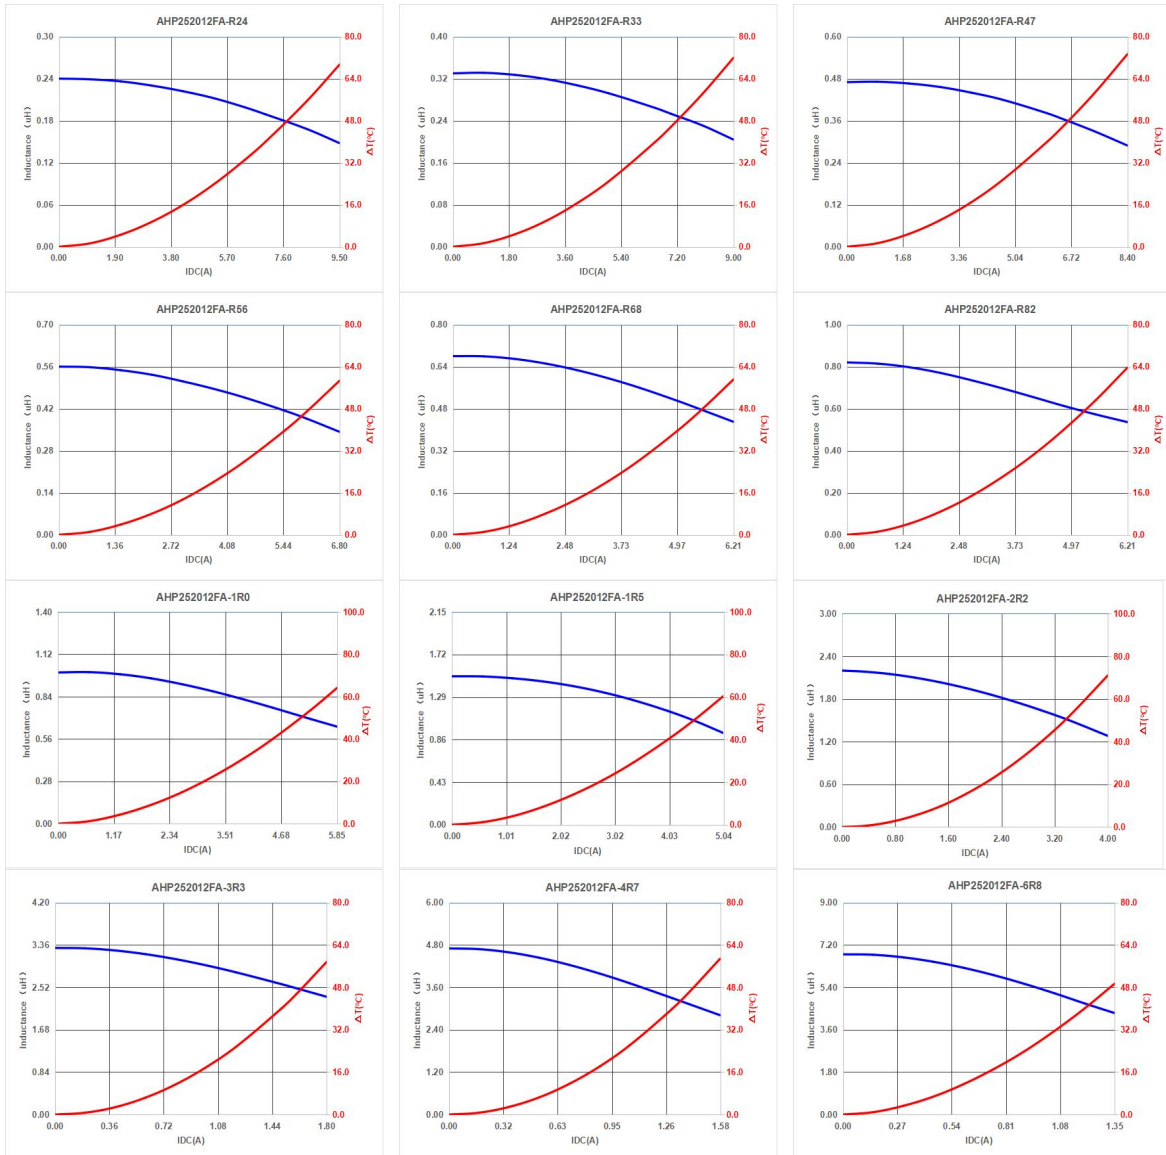 AHP252012FA-R24
0.30 0.24 0.18 0.12 0.06 0.00
Inductance (uH)
80.0 64.0 48.0 32.0 16.0 0.0
ΔT(℃)
0.00 1.90 3.80 5.70 7.60 9.50
IDC(A)
AHP252012FA-R33
0.40 0.32 0.24 0.16 0.08 0.00
Inductance (uH)
80.0 64.0 48.0 32.0 16.0 0.0
ΔT(℃)
0.00 1.80 3.60 5.40 7.20 9.00
IDC(A)
AHP252012FA-R47
0.60 0.48 0.36 0.24 0.12 0.00
Inductance (uH)
80.0 64.0 48.0 32.0 16.0 0.0
ΔT(℃)
0.00 1.68 3.36 5.04 6.72 8.40
IDC(A)
AHP252012FA-R56
0.70 0.56 0.42 0.28 0.14 0.00
Inductance (uH)
80.0 64.0 48.0 32.0 16.0 0.0
ΔT(℃)
0.00 1.36 2.72 4.08 5.44 6.80
IDC(A)
AHP252012FA-R68
0.80 0.64 0.48 0.32 0.16 0.00
Inductance (uH)
80.0 64.0 48.0 32.0 16.0 0.0
ΔT(℃)
0.00 1.24 2.48 3.73 4.97 6.21
IDC(A)
AHP252012FA-R82
1.00 0.80 0.60 0.40 0.20 0.00
Inductance (uH)
80.0 64.0 48.0 32.0 16.0 0.0
ΔT(℃)
0.00 1.24 2.48 3.73 4.97 6.21
IDC(A)
AHP252012FA-1R0
1.40 1.12 0.84 0.56 0.28 0.00
Inductance (uH)
100.0 80.0 60.0 40.0 20.0 0.0
ΔT(℃)
0.00 1.17 2.34 3.51 4.68 5.85
IDC(A)
AHP252012FA-1R5
2.15 1.72 1.29 0.86 0.43 0.00
Inductance (uH)
100.0 80.0 60.0 40.0 20.0 0.0
ΔT(℃)
0.00 1.01 2.02 3.02 4.03 5.04
IDC(A)
AHP252012FA-2R2
3.00 2.40 1.80 1.20 0.60 0.00
Inductance (uH)
100.0 80.0 60.0 40.0 20.0 0.0
ΔT(℃)
0.00 0.80 1.60 2.40 3.20 4.00
IDC(A)
AHP252012FA-3R3
4.20 3.36 2.52 1.68 0.84 0.00
Inductance (uH)
80.0 64.0 48.0 32.0 16.0 0.0
ΔT(℃)
0.00 0.36 0.72 1.08 1.44 1.80
IDC(A)
AHP252012FA-4R7
6.00 4.80 3.60 2.40 1.20 0.00
Inductance (uH)
80.0 64.0 48.0 32.0 16.0 0.0
ΔT(℃)
0.00 0.32 0.63 0.95 1.26 1.58
IDC(A)
AHP252012FA-6R8
9.00 7.20 5.40 3.60 1.80 0.00
Inductance (uH)
80.0 64.0 48.0 32.0 16.0 0.0
ΔT(℃)
0.00 0.27 0.54 0.81 1.08 1.35
IDC(A)